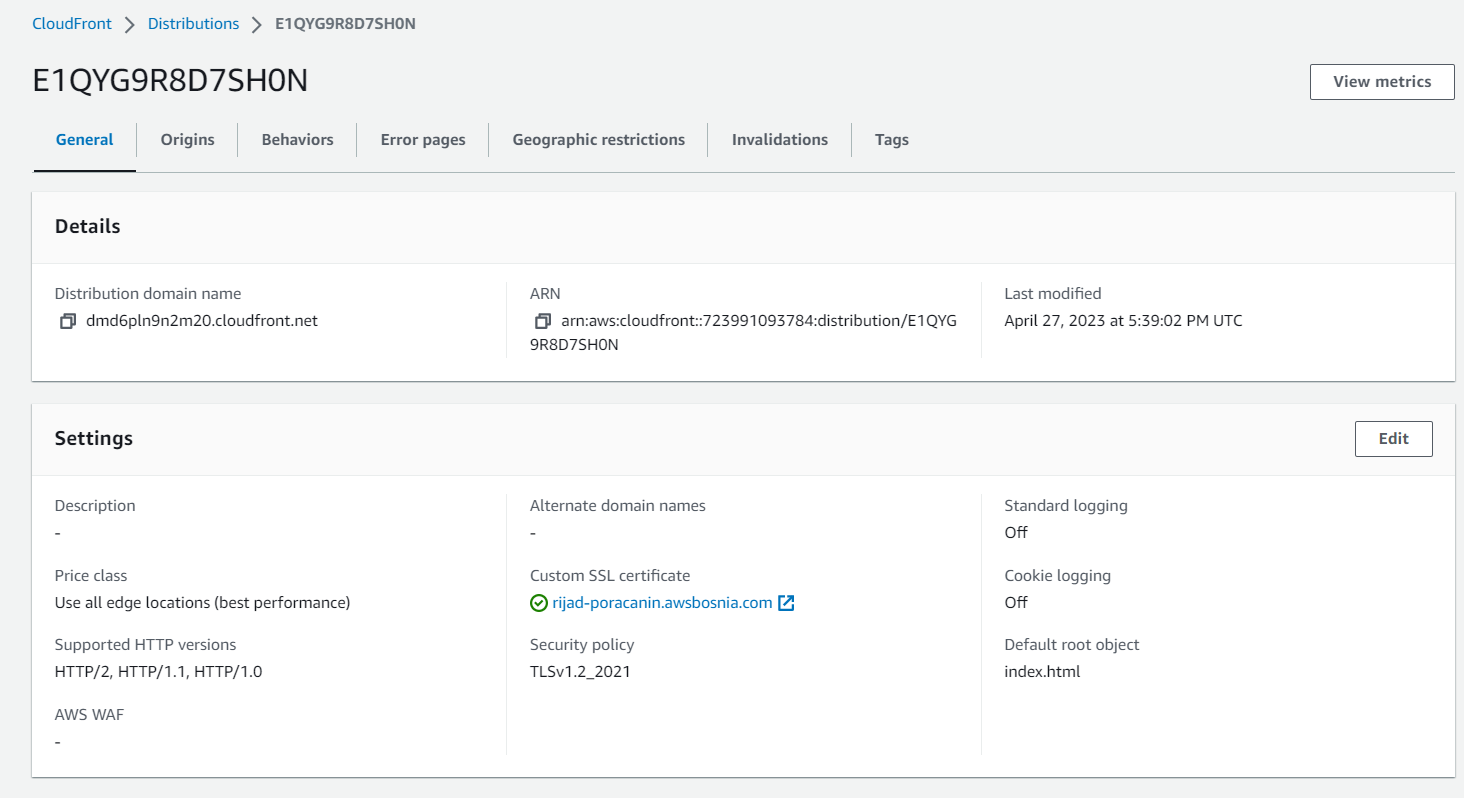 CloudFront > Distributions > E1QYG9R8D7SH0N
E1QYG9R8D7SH0N
View metrics
General
Origins
Behaviors
Error pages
Geographic restrictions
Invalidations
Tags
Details
Distribution domain name
dmd6pln9n2m20.cloudfront.net
ARN
arn:aws:cloudfront::723991093784:distribution/E1QYG
9R8D7SH0N
Last modified
April 27, 2023 at 5:39:02 PM UTC
Settings
Edit
Description
-
Price class
Use all edge locations (best performance)
Supported HTTP versions
HTTP/2, HTTP/1.1, HTTP/1.0
AWS WAF
-
Alternate domain names
-
Custom SSL certificate
rijad-poracanin.awsbosnia.com
Security policy
TLSv1.2_2021
Standard logging
Off
Cookie logging
Off
Default root object
index.html